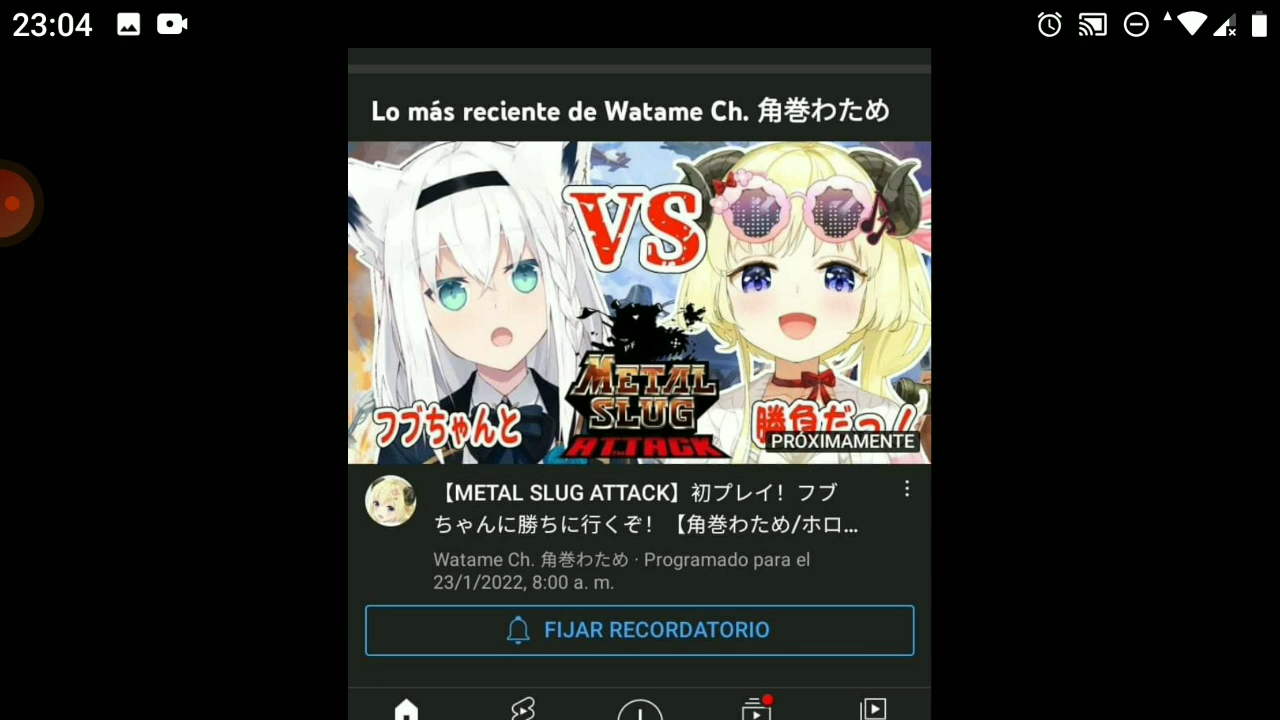 23:04
Lo más reciente de Watame Ch. 角巻わため
VS
METAL
SLUG
ATTACK
フブちゃんと
勝負だっ!
PRÓXIMAMENTE
【METAL SLUG ATTACK】初プレイ！フブ
ちゃんに勝ちに行くぞ！【角巻わため/ホロ...
Watame Ch. 角巻わため · Programado para el
23/1/2022, 8:00 a. m.
FIJAR RECORDATORIO